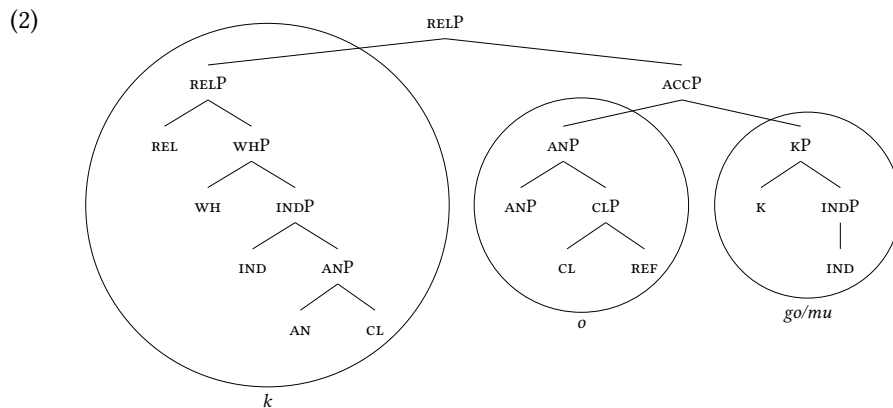 (2)
RELP
RELP ACCP
REL WHP ANP KP
WH INDP ANP CLP K INDP
IND ANP CL REF IND
AN CL
o go/mu
k